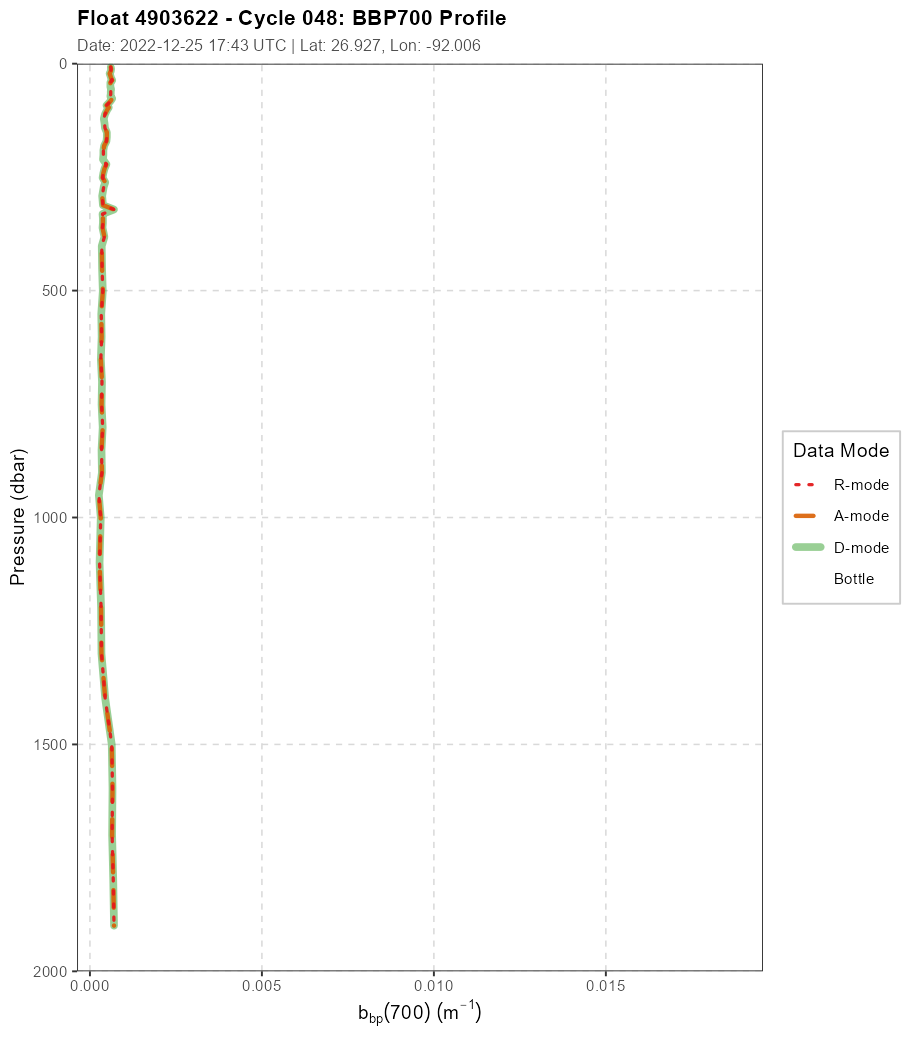 Float 4903622 - Cycle 048: BBP700 Profile
Date: 2022-12-25 17:43 UTC | Lat: 26.927, Lon: -92.006
0
500
1000
1500
2000
Pressure (dbar)
0.000 0.005 0.010 0.015
b_bp(700) (m⁻¹)
Data Mode
R-mode
A-mode
D-mode
Bottle